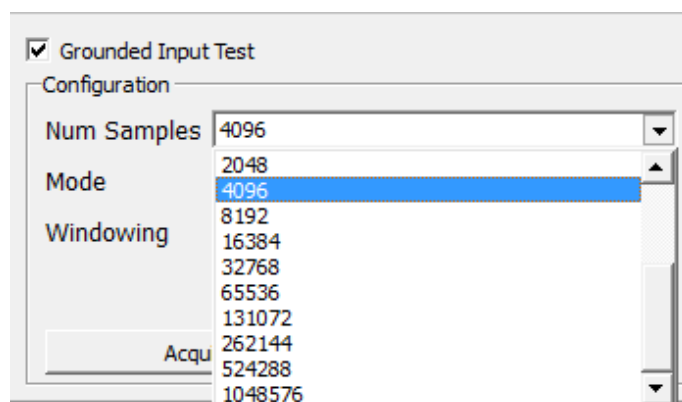 Grounded Input Test
Configuration
Num Samples 4096
2048
Mode
4096
8192
Windowing
16384
32768
65536
131072
262144
Acqu
524288
1048576